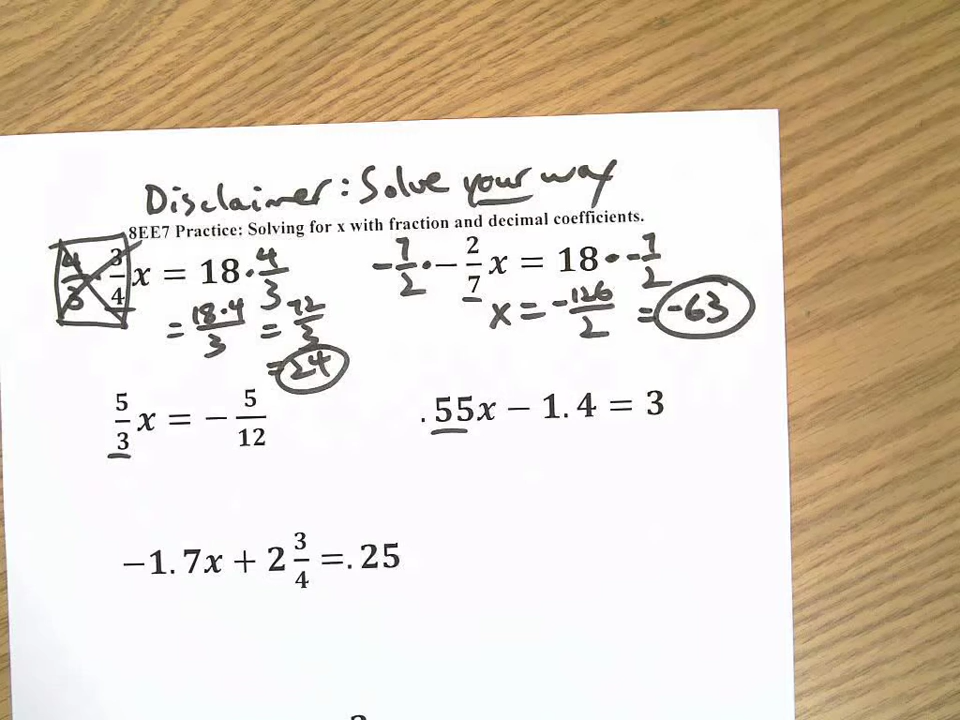 Disclaimer: Solve your way
8EE7 Practice: Solving for x with fraction and decimal coefficients.
4/3 · 3/4 x = 18 · 4/3
= 18·4/3 = 72/3
= 24
-7/2 · -2/7 x = 18 · -7/2
x = -126/2 = -63
5/3 x = -5/12
.55x - 1.4 = 3
-1.7x + 2 3/4 = .25